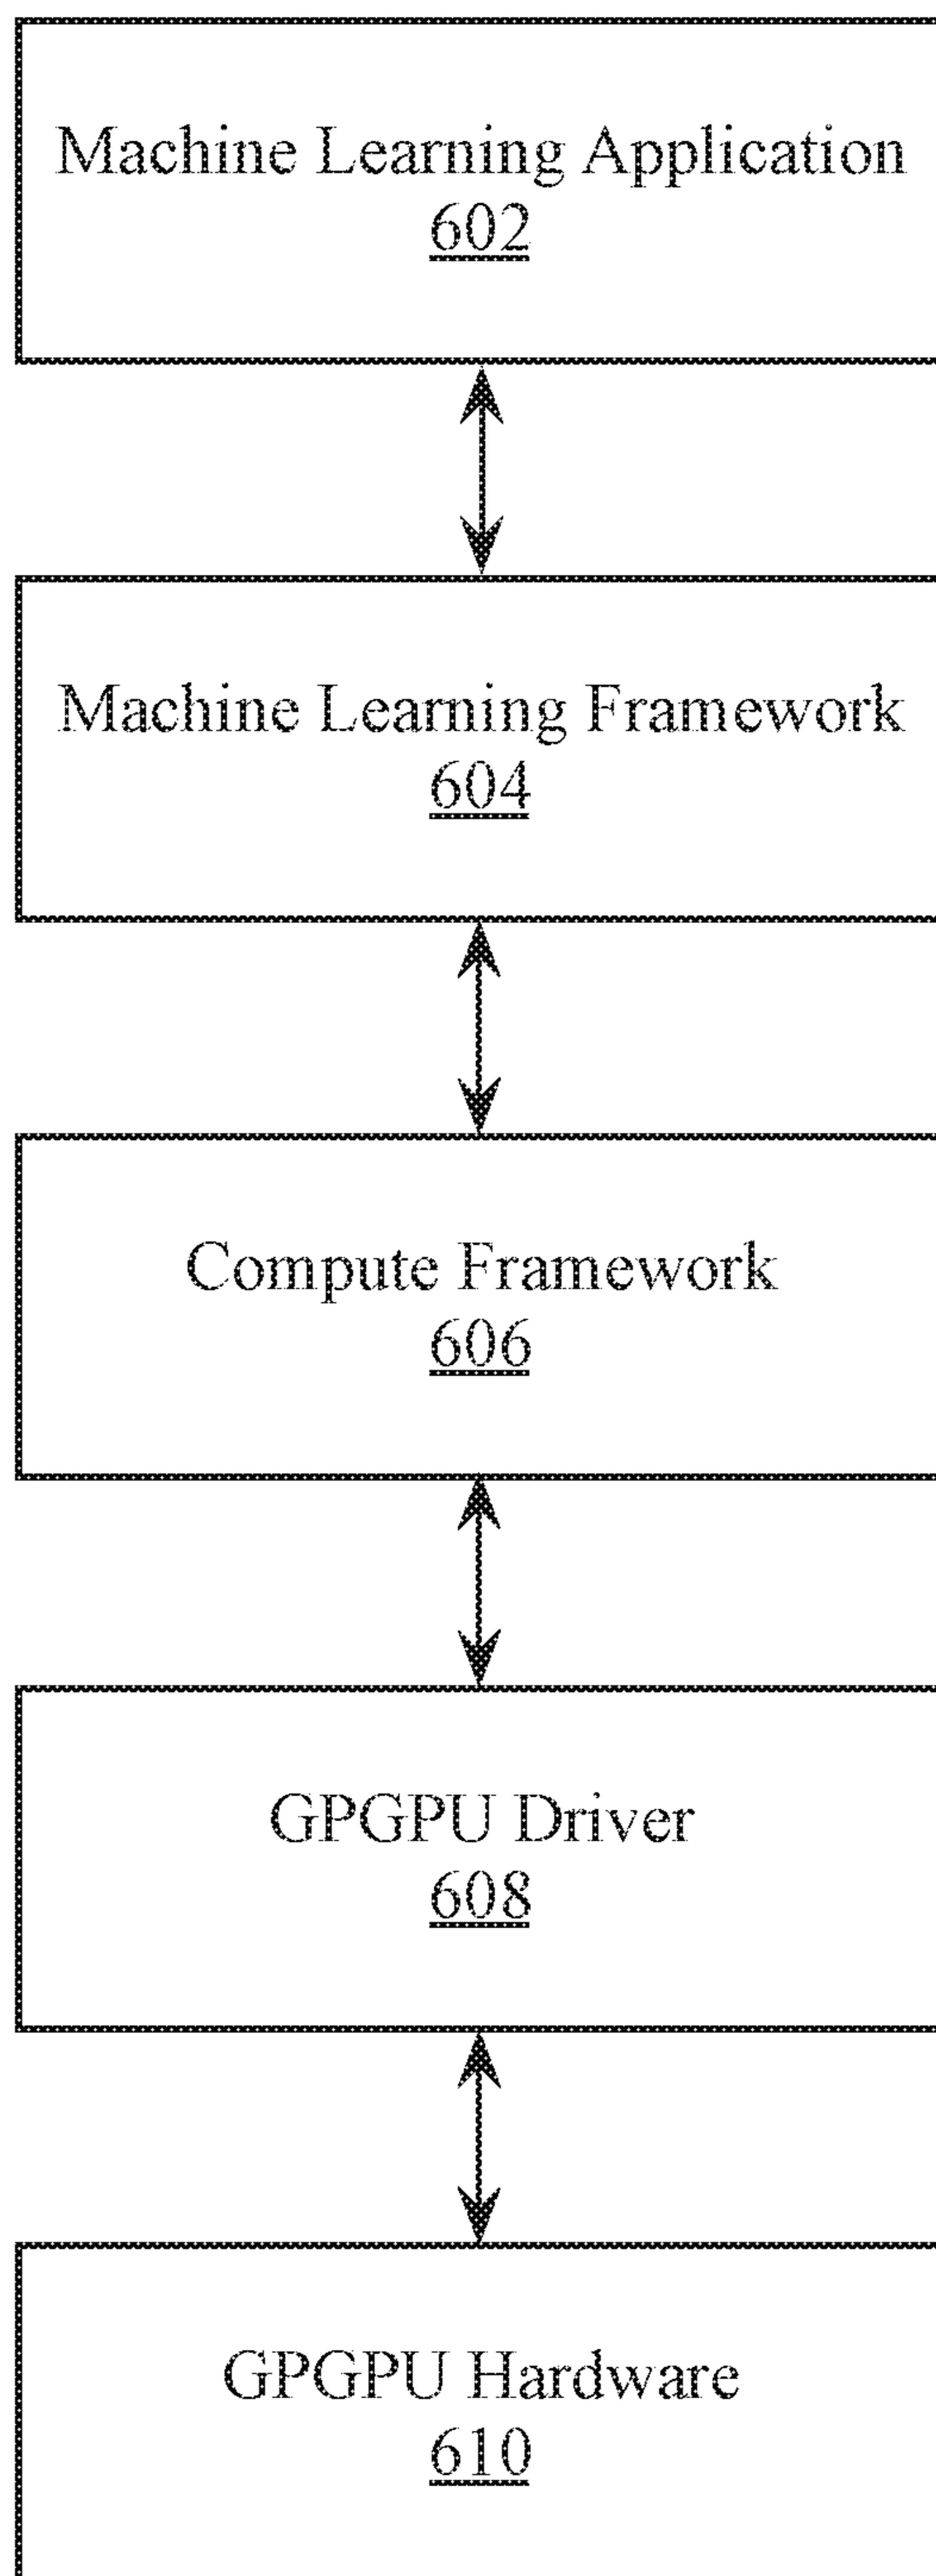 Machine Learning Application
602
Machine Learning Framework
604
Compute Framework
606
GPGPU Driver
608
GPGPU Hardware
610